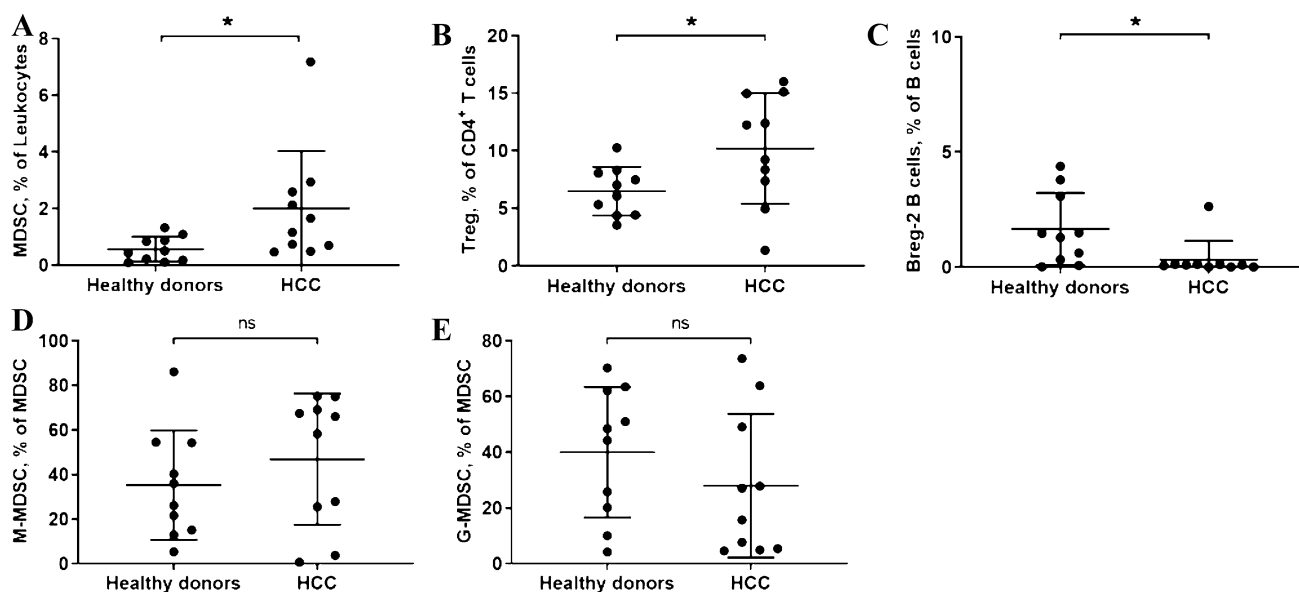 A
*
MDSC, % of Leukocytes
8
6
4
2
0
Healthy donors
HCC
B
*
Treg, % of CD4+ T cells
20
15
10
5
0
Healthy donors
HCC
C
*
Breg-2 B cells, % of B cells
10
5
0
Healthy donors
HCC
D
ns
M-MDSC, % of MDSC
100
80
60
40
20
0
Healthy donors
HCC
E
ns
G-MDSC, % of MDSC
80
60
40
20
0
Healthy donors
HCC